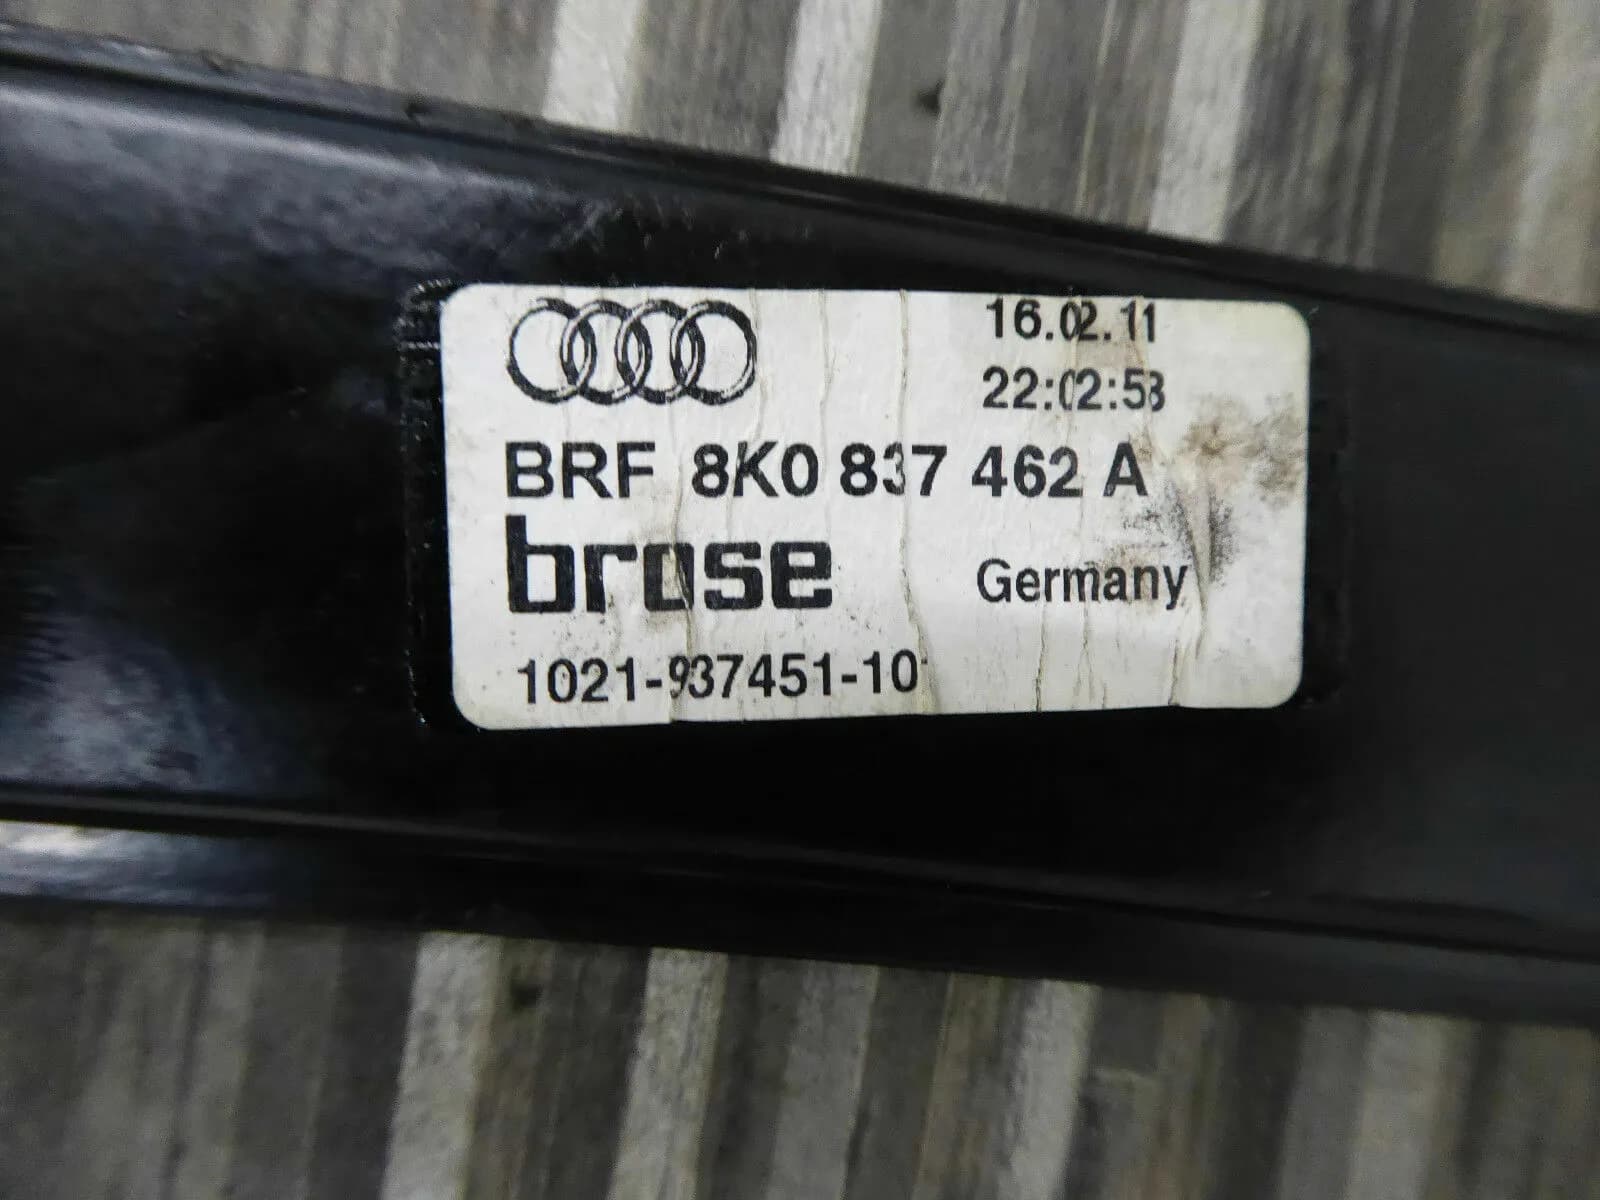 16.02.11
22:02:58
BRF 8K0 837 462 A
brose
Germany
1021-937451-10